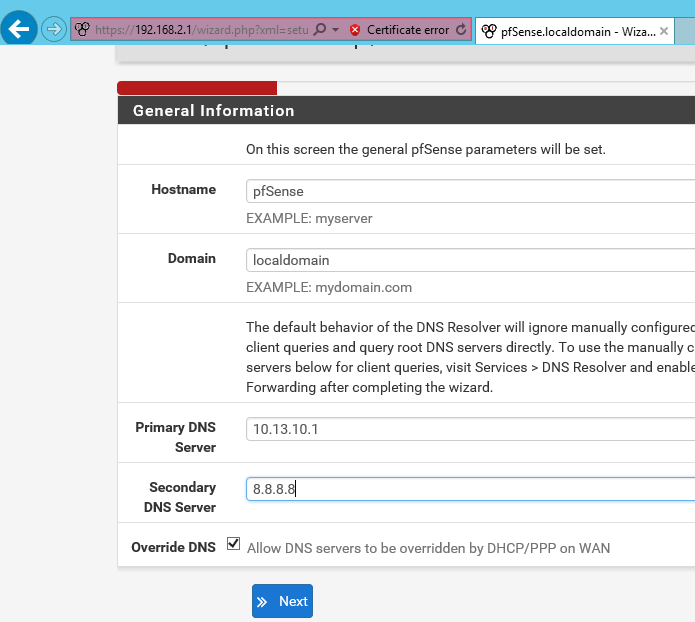 https://192.168.2.1/wizard.php?xml=setu
Certificate error
pfSense.localdomain - Wiza...
General Information
On this screen the general pfSense parameters will be set.
Hostname
pfSense
EXAMPLE: myserver
Domain
localdomain
EXAMPLE: mydomain.com
The default behavior of the DNS Resolver will ignore manually configured
client queries and query root DNS servers directly. To use the manually c
servers below for client queries, visit Services > DNS Resolver and enable
Forwarding after completing the wizard.
Primary DNS
Server
10.13.10.1
Secondary
DNS Server
8.8.8.8
Override DNS
Allow DNS servers to be overridden by DHCP/PPP on WAN
Next